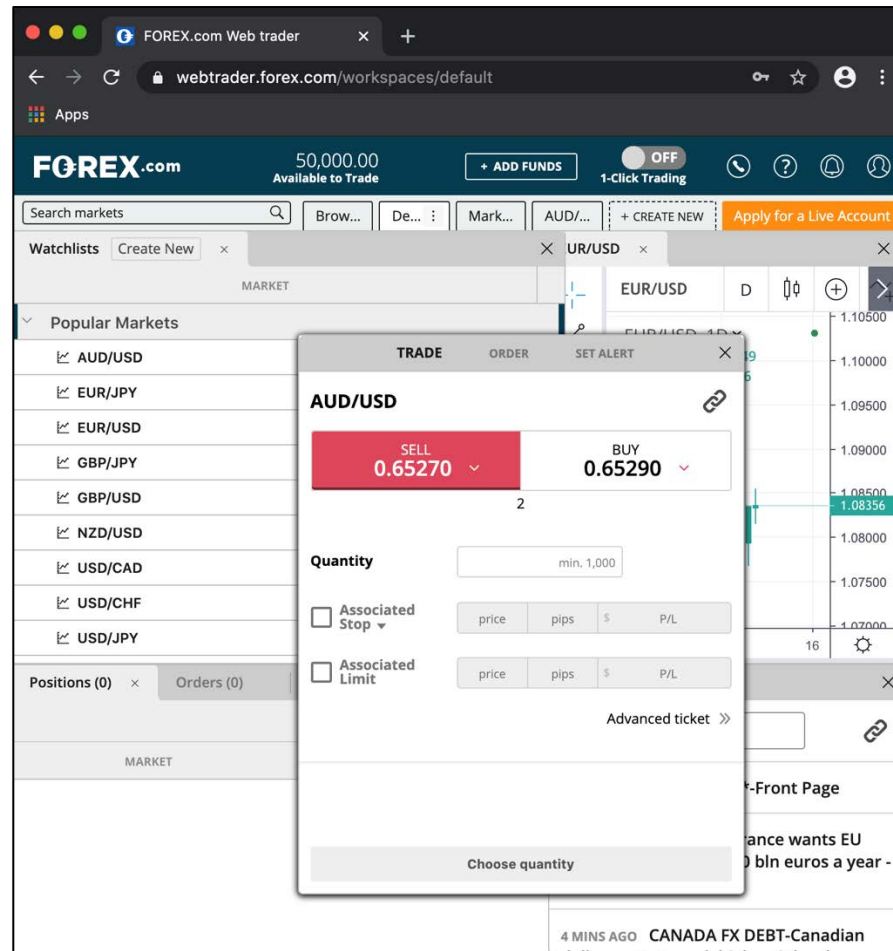 FOREX.com Web trader
webtrader.forex.com/workspaces/default
Apps
FOREX.com
50,000.00
Available to Trade
+ ADD FUNDS
OFF
1-Click Trading
Search markets
Brow...
De...
Mark...
AUD/...
+ CREATE NEW
Apply for a Live Account
Watchlists
Create New
EUR/USD
MARKET
EUR/USD
D
Popular Markets
EUR/USD, 1D
AUD/USD
EUR/JPY
EUR/USD
GBP/JPY
GBP/USD
NZD/USD
USD/CAD
USD/CHF
USD/JPY
1.10500
1.10000
1.09500
1.09000
1.08500
1.08356
1.08000
1.07500
1.07000
16
TRADE
ORDER
SET ALERT
AUD/USD
SELL
0.65270
BUY
0.65290
2
Quantity
min. 1,000
Associated
Stop
price
pips
$
P/L
Associated
Limit
price
pips
$
P/L
Advanced ticket
Choose quantity
Positions (0)
Orders (0)
MARKET
-Front Page
wants EU
bln euros a year -
4 MINS AGO CANADA FX DEBT-Canadian